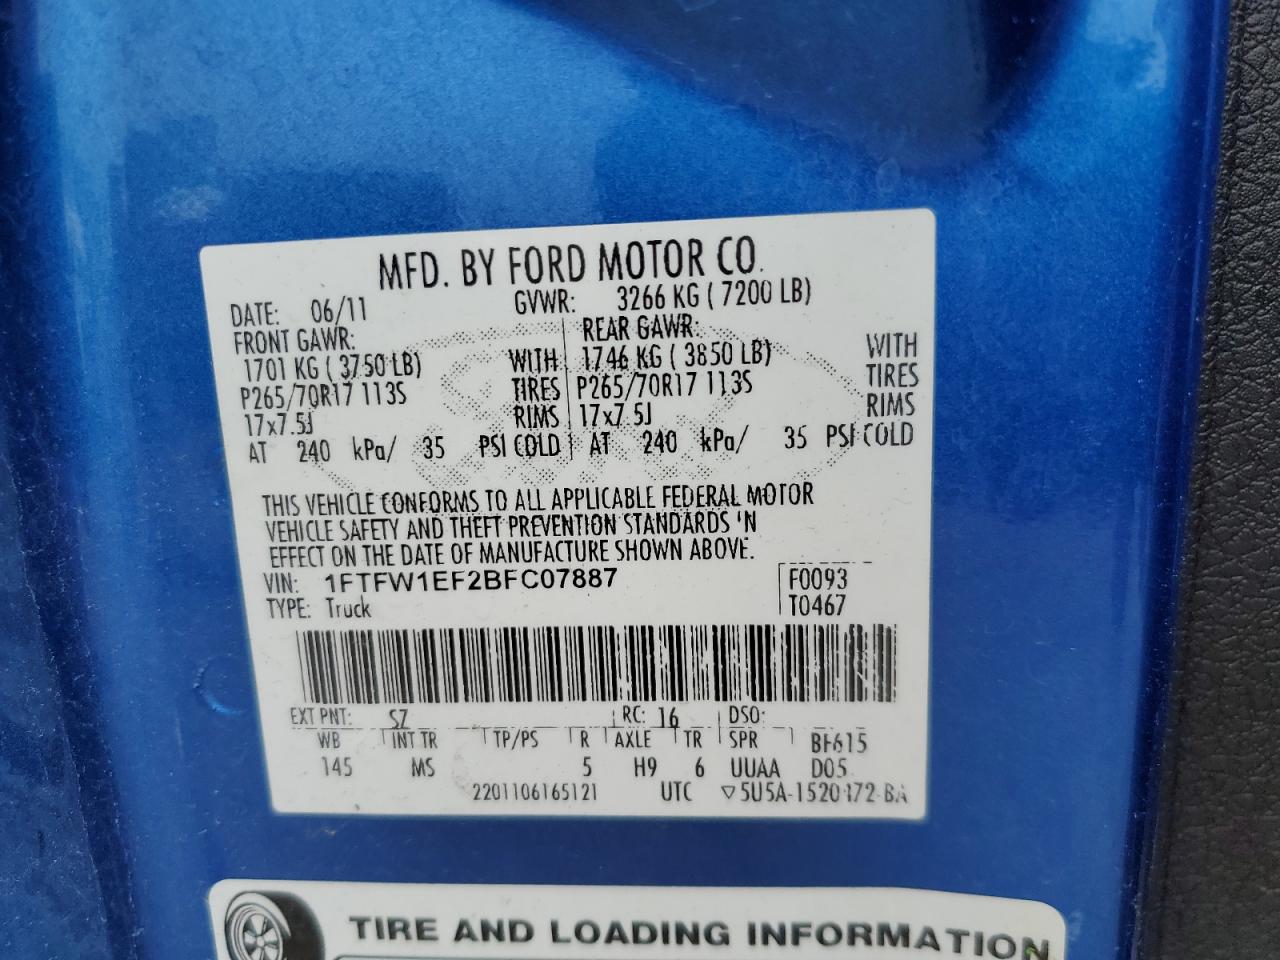 MFD. BY FORD MOTOR CO.
DATE: 06/11 GVWR: 3266 KG ( 7200 LB)
FRONT GAWR: REAR GAWR:
1701 KG ( 3750 LB) WITH 1746 KG ( 3850 LB) WITH
P265/70R17 113S TIRES P265/70R17 113S TIRES
17x7.5J RIMS 17x7.5J RIMS
AT 240 kPa/ 35 PSI COLD AT 240 kPa/ 35 PSI COLD
THIS VEHICLE CONFORMS TO ALL APPLICABLE FEDERAL MOTOR
VEHICLE SAFETY AND THEFT PREVENTION STANDARDS IN
EFFECT ON THE DATE OF MANUFACTURE SHOWN ABOVE.
VIN: 1FTFW1EF2BFC07887 F0093
TYPE: Truck T0467
EXT PNT: SZ RC: 16 DSO:
WB INT TR TP/PS R AXLE TR SPR
145 MS 5 H9 6 UUAA D05
2201106165121 UTC
TIRE AND LOADING INFORMATION